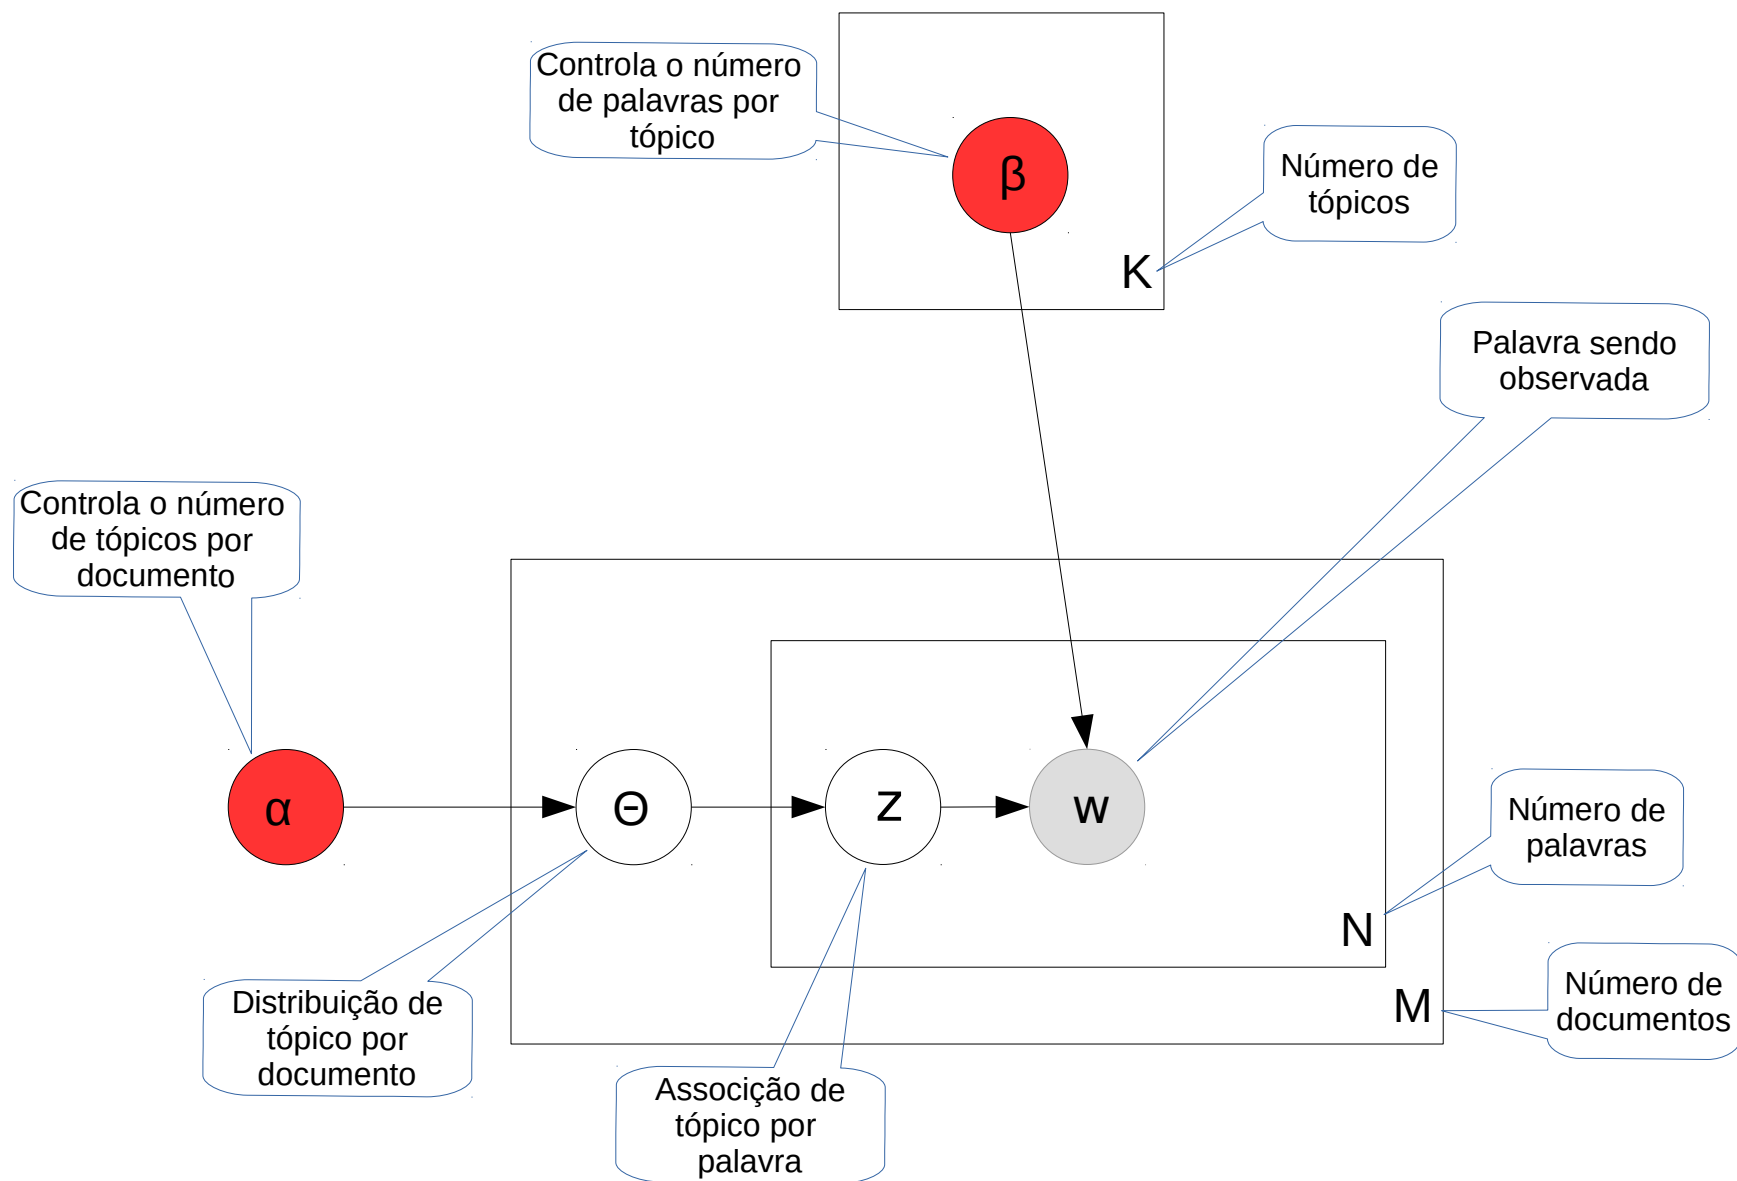 Controla o número
de palavras por
tópico
β
Número de
tópicos
K
Palavra sendo
observada
Controla o número
de tópicos por
documento
α
Θ
z
w
Número de
palavras
N
Número de
documentos
M
Distribuição de
tópico por
documento
Associção de
tópico por
palavra